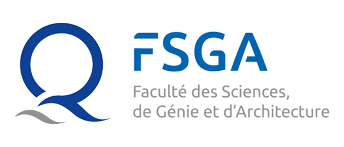 FSGA
Faculté des Sciences,
de Génie et d'Architecture